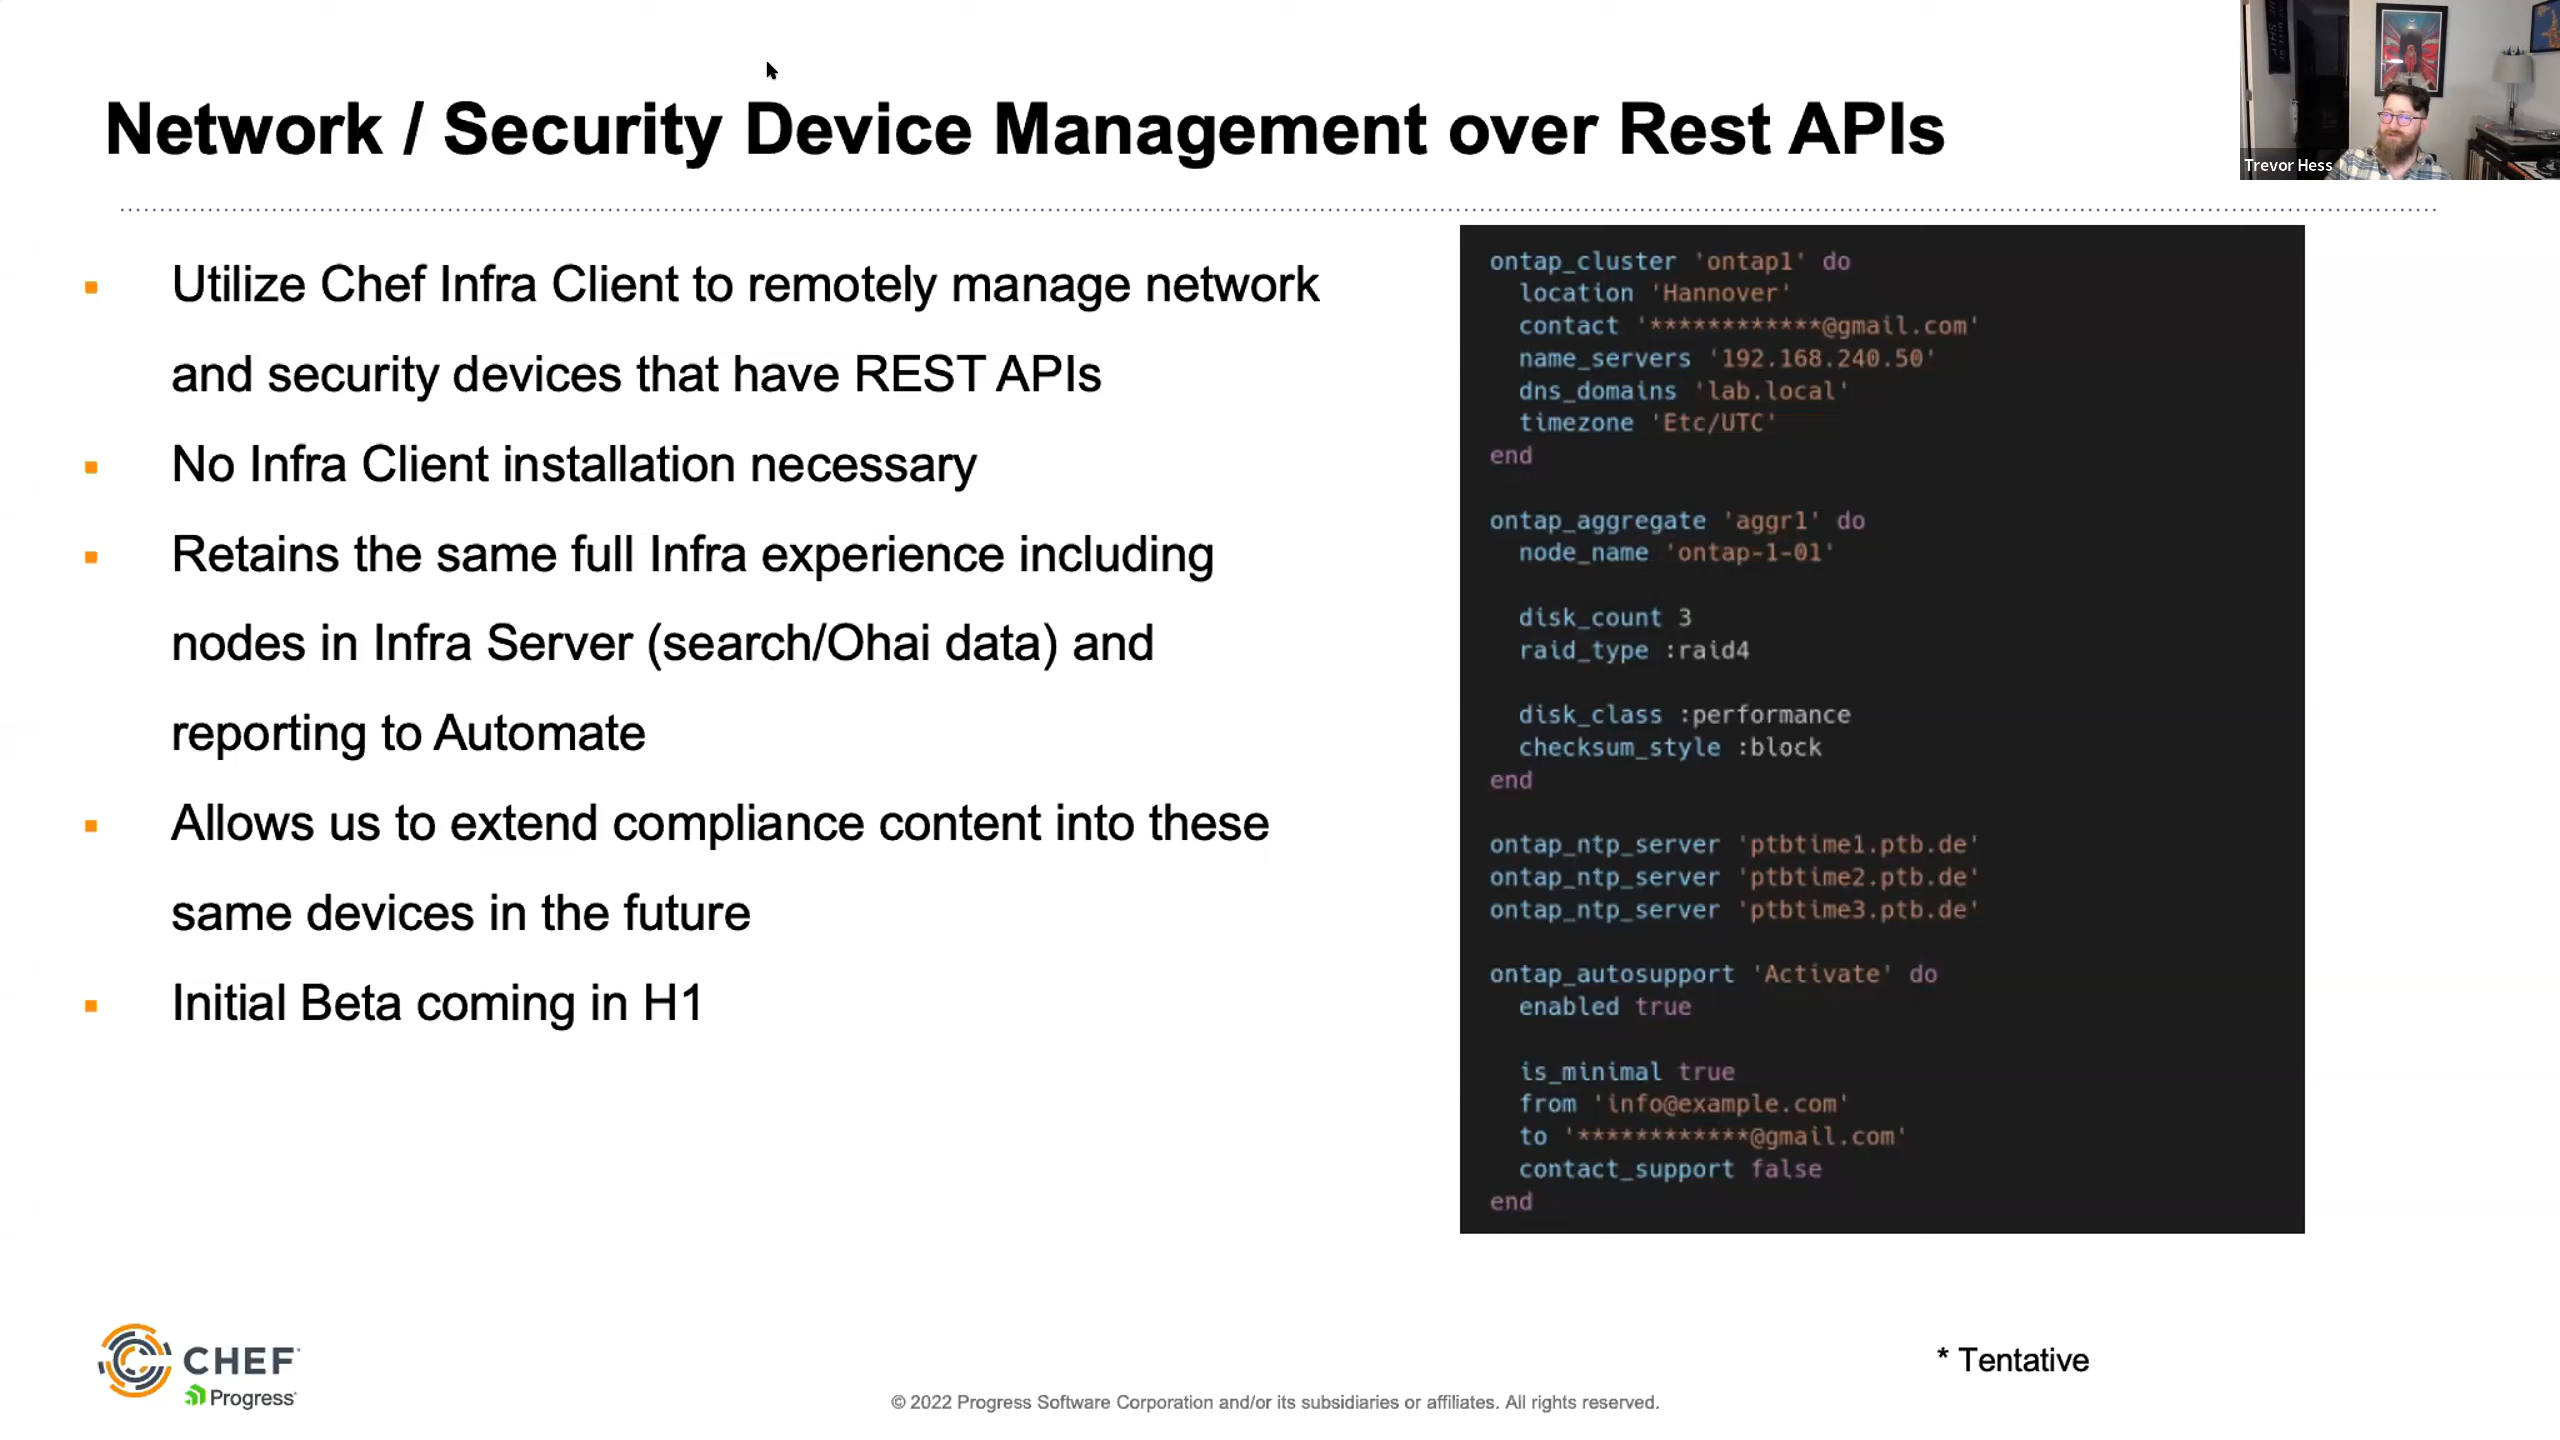 Network / Security Device Management over Rest APIs
Trevor Hess
Utilize Chef Infra Client to remotely manage network
and security devices that have REST APIs
No Infra Client installation necessary
Retains the same full Infra experience including
nodes in Infra Server (search/Ohai data) and
reporting to Automate
Allows us to extend compliance content into these
same devices in the future
Initial Beta coming in H1
ontap_cluster 'ontap1' do
location 'Hannover'
contact '************@gmail.com'
name_servers '192.168.240.50'
dns_domains 'lab.local'
timezone 'Etc/UTC'
end
ontap_aggregate 'aggr1' do
node_name 'ontap-1-01'
disk_count 3
raid_type :raid4
disk_class :performance
checksum_style :block
end
ontap_ntp_server 'ptbtime1.ptb.de'
ontap_ntp_server 'ptbtime2.ptb.de'
ontap_ntp_server 'ptbtime3.ptb.de'
ontap_autosupport 'Activate' do
enabled true
is_minimal true
from 'info@example.com'
to '************@gmail.com'
contact_support false
end
CHEF
Progress
* Tentative
© 2022 Progress Software Corporation and/or its subsidiaries or affiliates. All rights reserved.